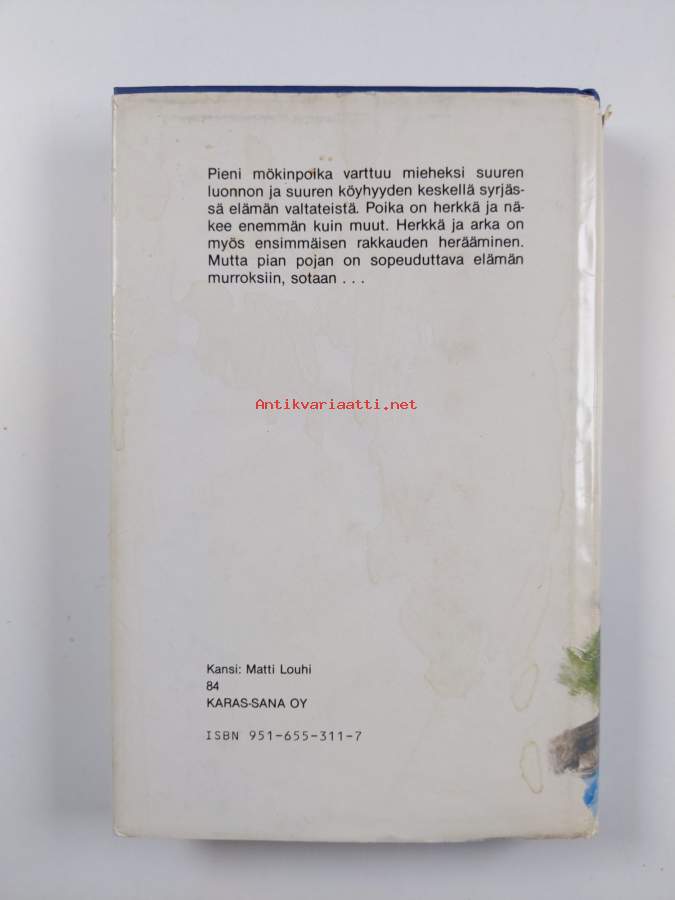 Pieni mökinpoika varttuu mieheksi suuren
luonnon ja suuren köyhyyden keskellä syrjäs-
sä elämän valtateistä. Poika on herkkä ja nä-
kee enemmän kuin muut. Herkkä ja arka on
myös ensimmäisen rakkauden herääminen.
Mutta pian pojan on sopeuduttava elämän
murroksiin, sotaan . . .
Antikvariaatti.net
Kansi: Matti Louhi
84
KARAS-SANA OY
ISBN 951-655-311-7